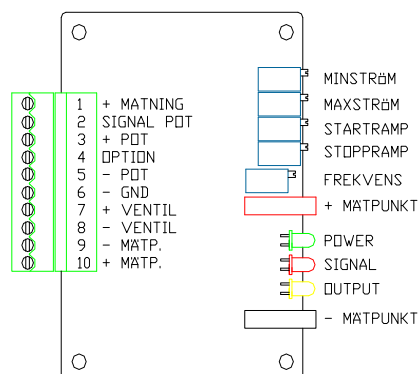 1 + MATNING
2 SIGNAL POT
3 + POT
4 OPTION
5 - POT
6 - GND
7 + VENTIL
8 - VENTIL
9 - MÄTP.
10 + MÄTP.
MINSTRÖM
MAXSTRÖM
STARTRAMP
STOPPRAMP
FREKVENS
+ MÄTPUNKT
POWER
SIGNAL
OUTPUT
- MÄTPUNKT